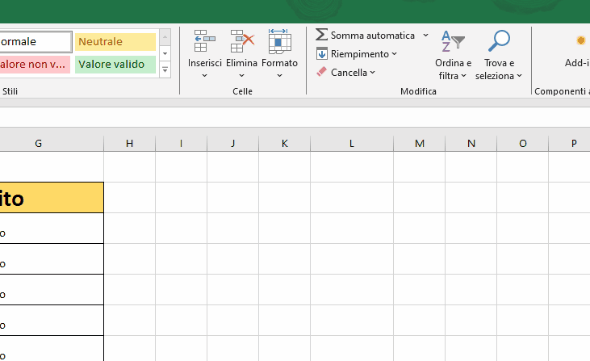 ormale Neutrale
alore non v... Valore valido
Stili
Inserisci Elimina Formato
Celle
Somma automatica
Riempimento
Cancella
Ordina e filtra
Trova e seleziona
Modifica
Add-i
Componenti a
G H I J K L M N O P
ito
o
o
o
o
o